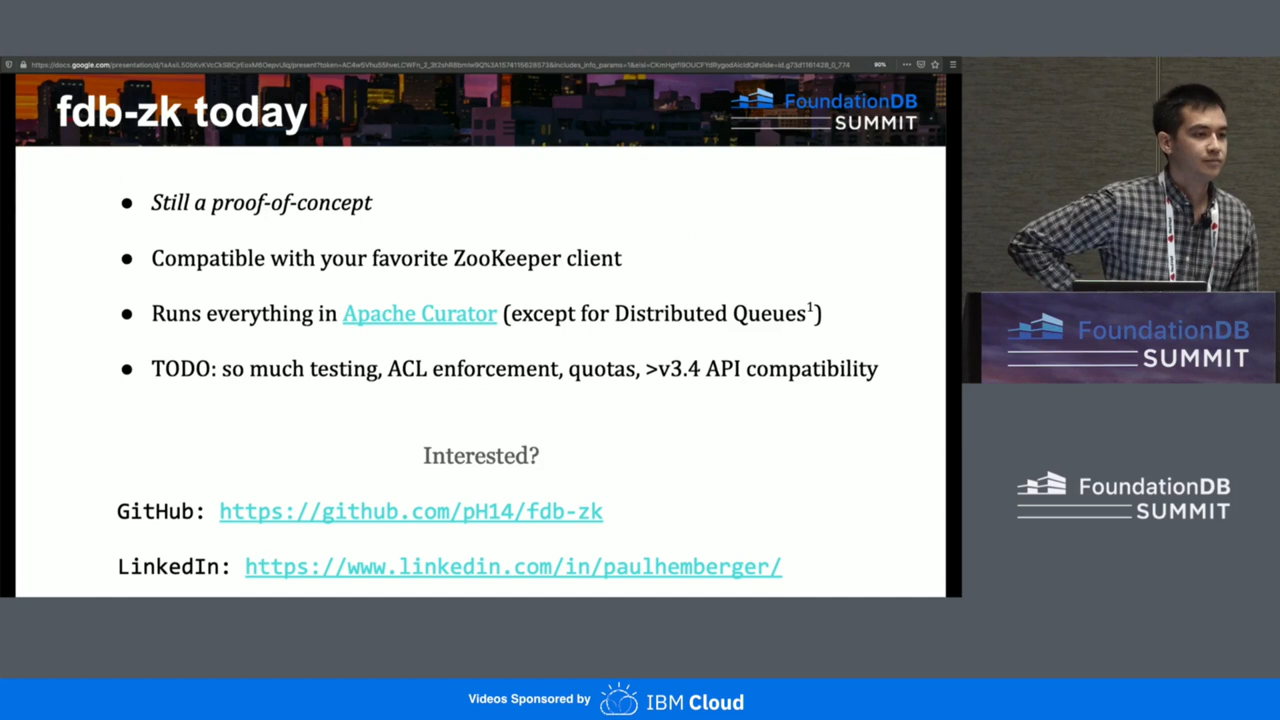 fdb-zk today
FoundationDB
SUMMIT
● Still a proof-of-concept
● Compatible with your favorite ZooKeeper client
● Runs everything in Apache Curator (except for Distributed Queues¹)
● TODO: so much testing, ACL enforcement, quotas, >v3.4 API compatibility
Interested?
GitHub: https://github.com/pH14/fdb-zk
LinkedIn: https://www.linkedin.com/in/paulhemberger/
FoundationDB
SUMMIT
FoundationDB
SUMMIT
Videos Sponsored by IBM Cloud
90%